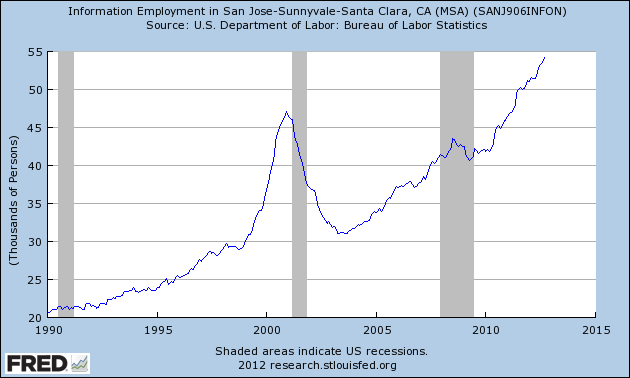 Information Employment in San Jose-Sunnyvale-Santa Clara, CA (MSA) (SANJ906INFON)
Source: U.S. Department of Labor: Bureau of Labor Statistics
(Thousands of Persons)
55
50
45
40
35
30
25
20
1990 1995 2000 2005 2010 2015
Shaded areas indicate US recessions.
2012 research.stlouisfed.org
FRED